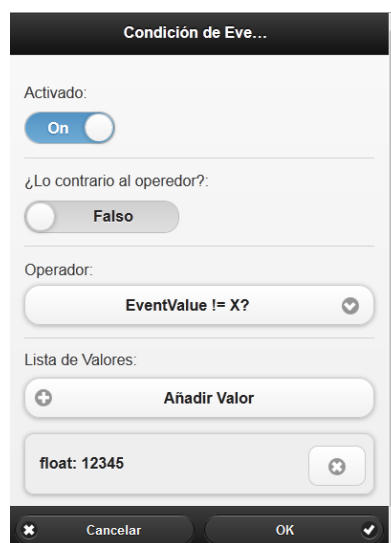 Condición de Eve...
Activado:
On
¿Lo contrario al operedor?:
Falso
Operador:
EventValue != X?
Lista de Valores:
Añadir Valor
float: 12345
Cancelar
OK